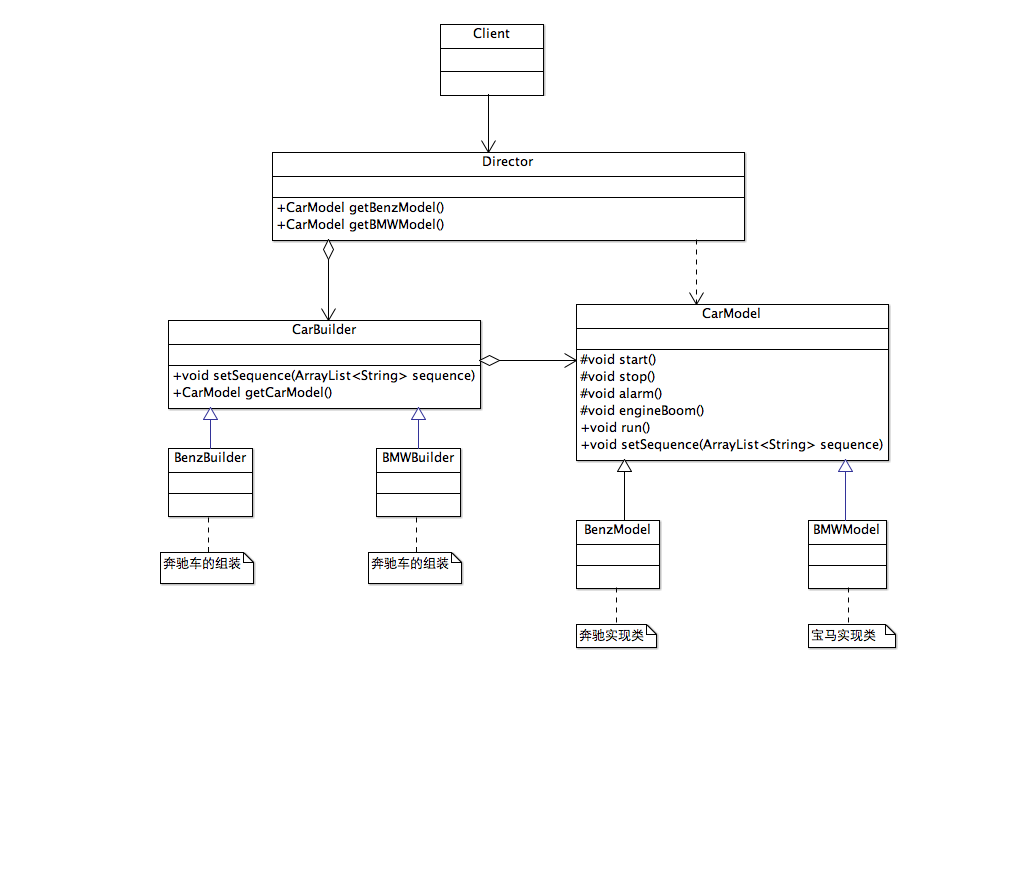 Client
Director
+CarModel getBenzModel()
+CarModel getBMWModel()
CarBuilder
+void setSequence(ArrayList<String> sequence)
+CarModel getCarModel()
CarModel
#void start()
#void stop()
#void alarm()
#void engineBoom()
+void run()
+void setSequence(ArrayList<String> sequence)
BenzBuilder
BMWBuilder
奔驰车的组装
奔驰车的组装
BenzModel
BMWModel
奔驰实现类
宝马实现类